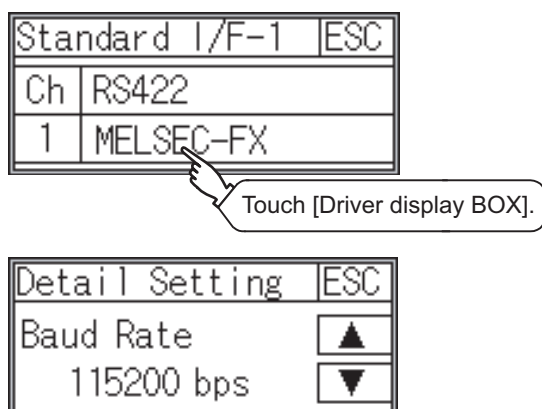 Standard I/F-1 ESC
Ch RS422
1 MELSEC-FX
Touch [Driver display BOX].
Detail Setting ESC
Baud Rate ▲
115200 bps ▼